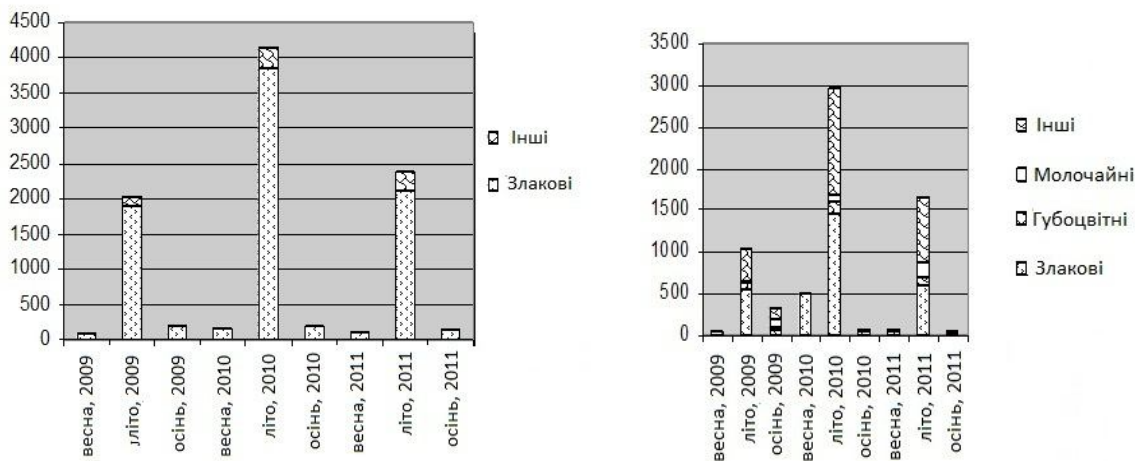 4500
4000
3500
3000
2500
2000
1500
1000
500
0
весна, 2009
літо, 2009
осінь, 2009
весна, 2010
літо, 2010
осінь, 2010
весна, 2011
літо, 2011
осінь, 2011
Інші
Злакові
3500
3000
2500
2000
1500
1000
500
0
весна, 2009
літо, 2009
осінь, 2009
весна, 2010
літо, 2010
осінь, 2010
весна, 2011
літо, 2011
осінь, 2011
Інші
Молочайні
Губоцвітні
Злакові